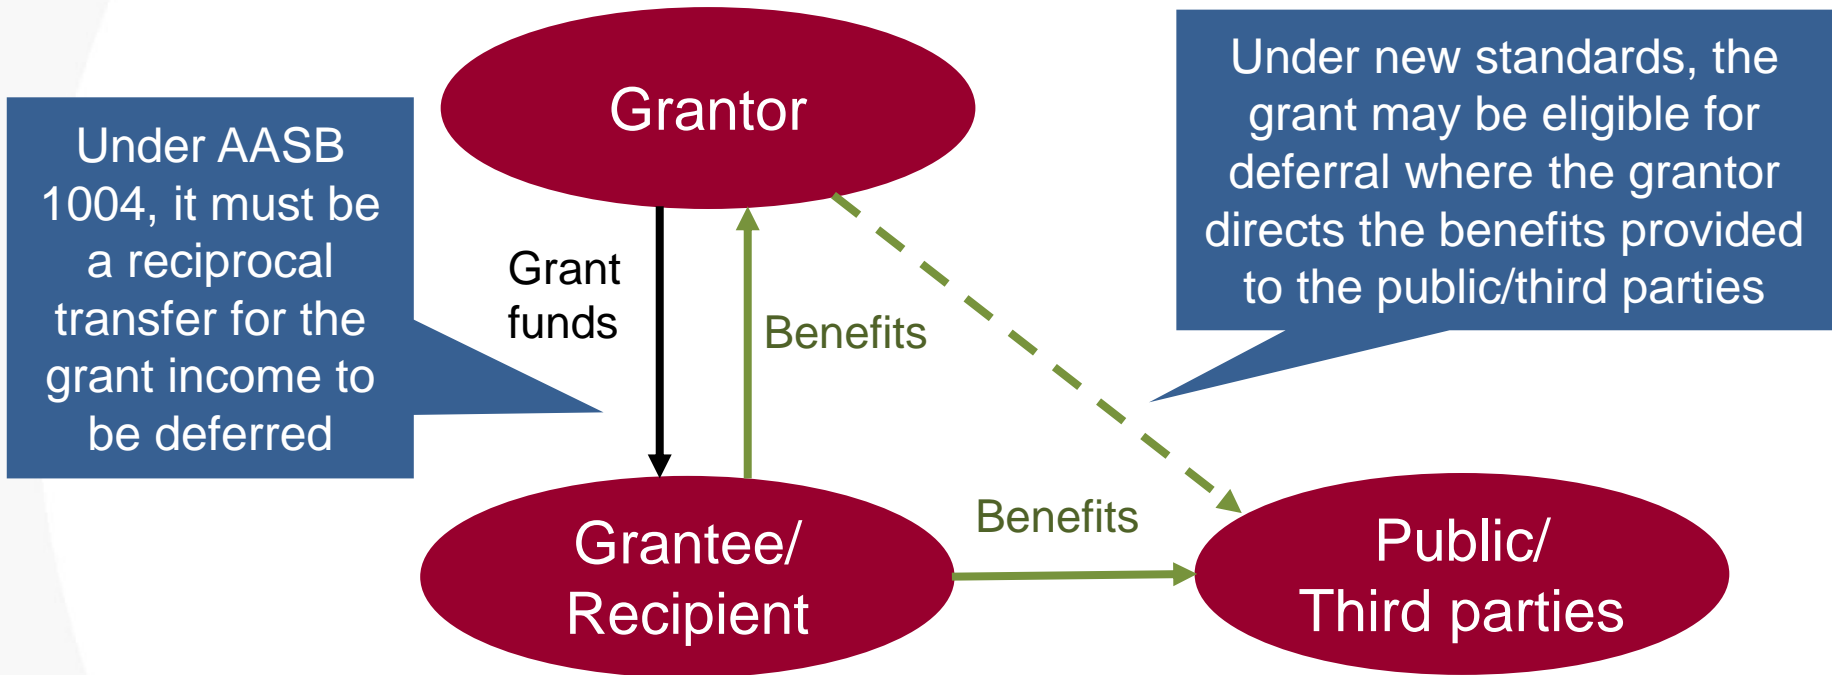 Grantor
Under AASB
1004, it must be
a reciprocal
transfer for the
grant income to
be deferred
Under new standards, the
grant may be eligible for
deferral where the grantor
directs the benefits provided
to the public/third parties
Grant
funds
Benefits
Benefits
Grantee/
Recipient
Public/
Third parties